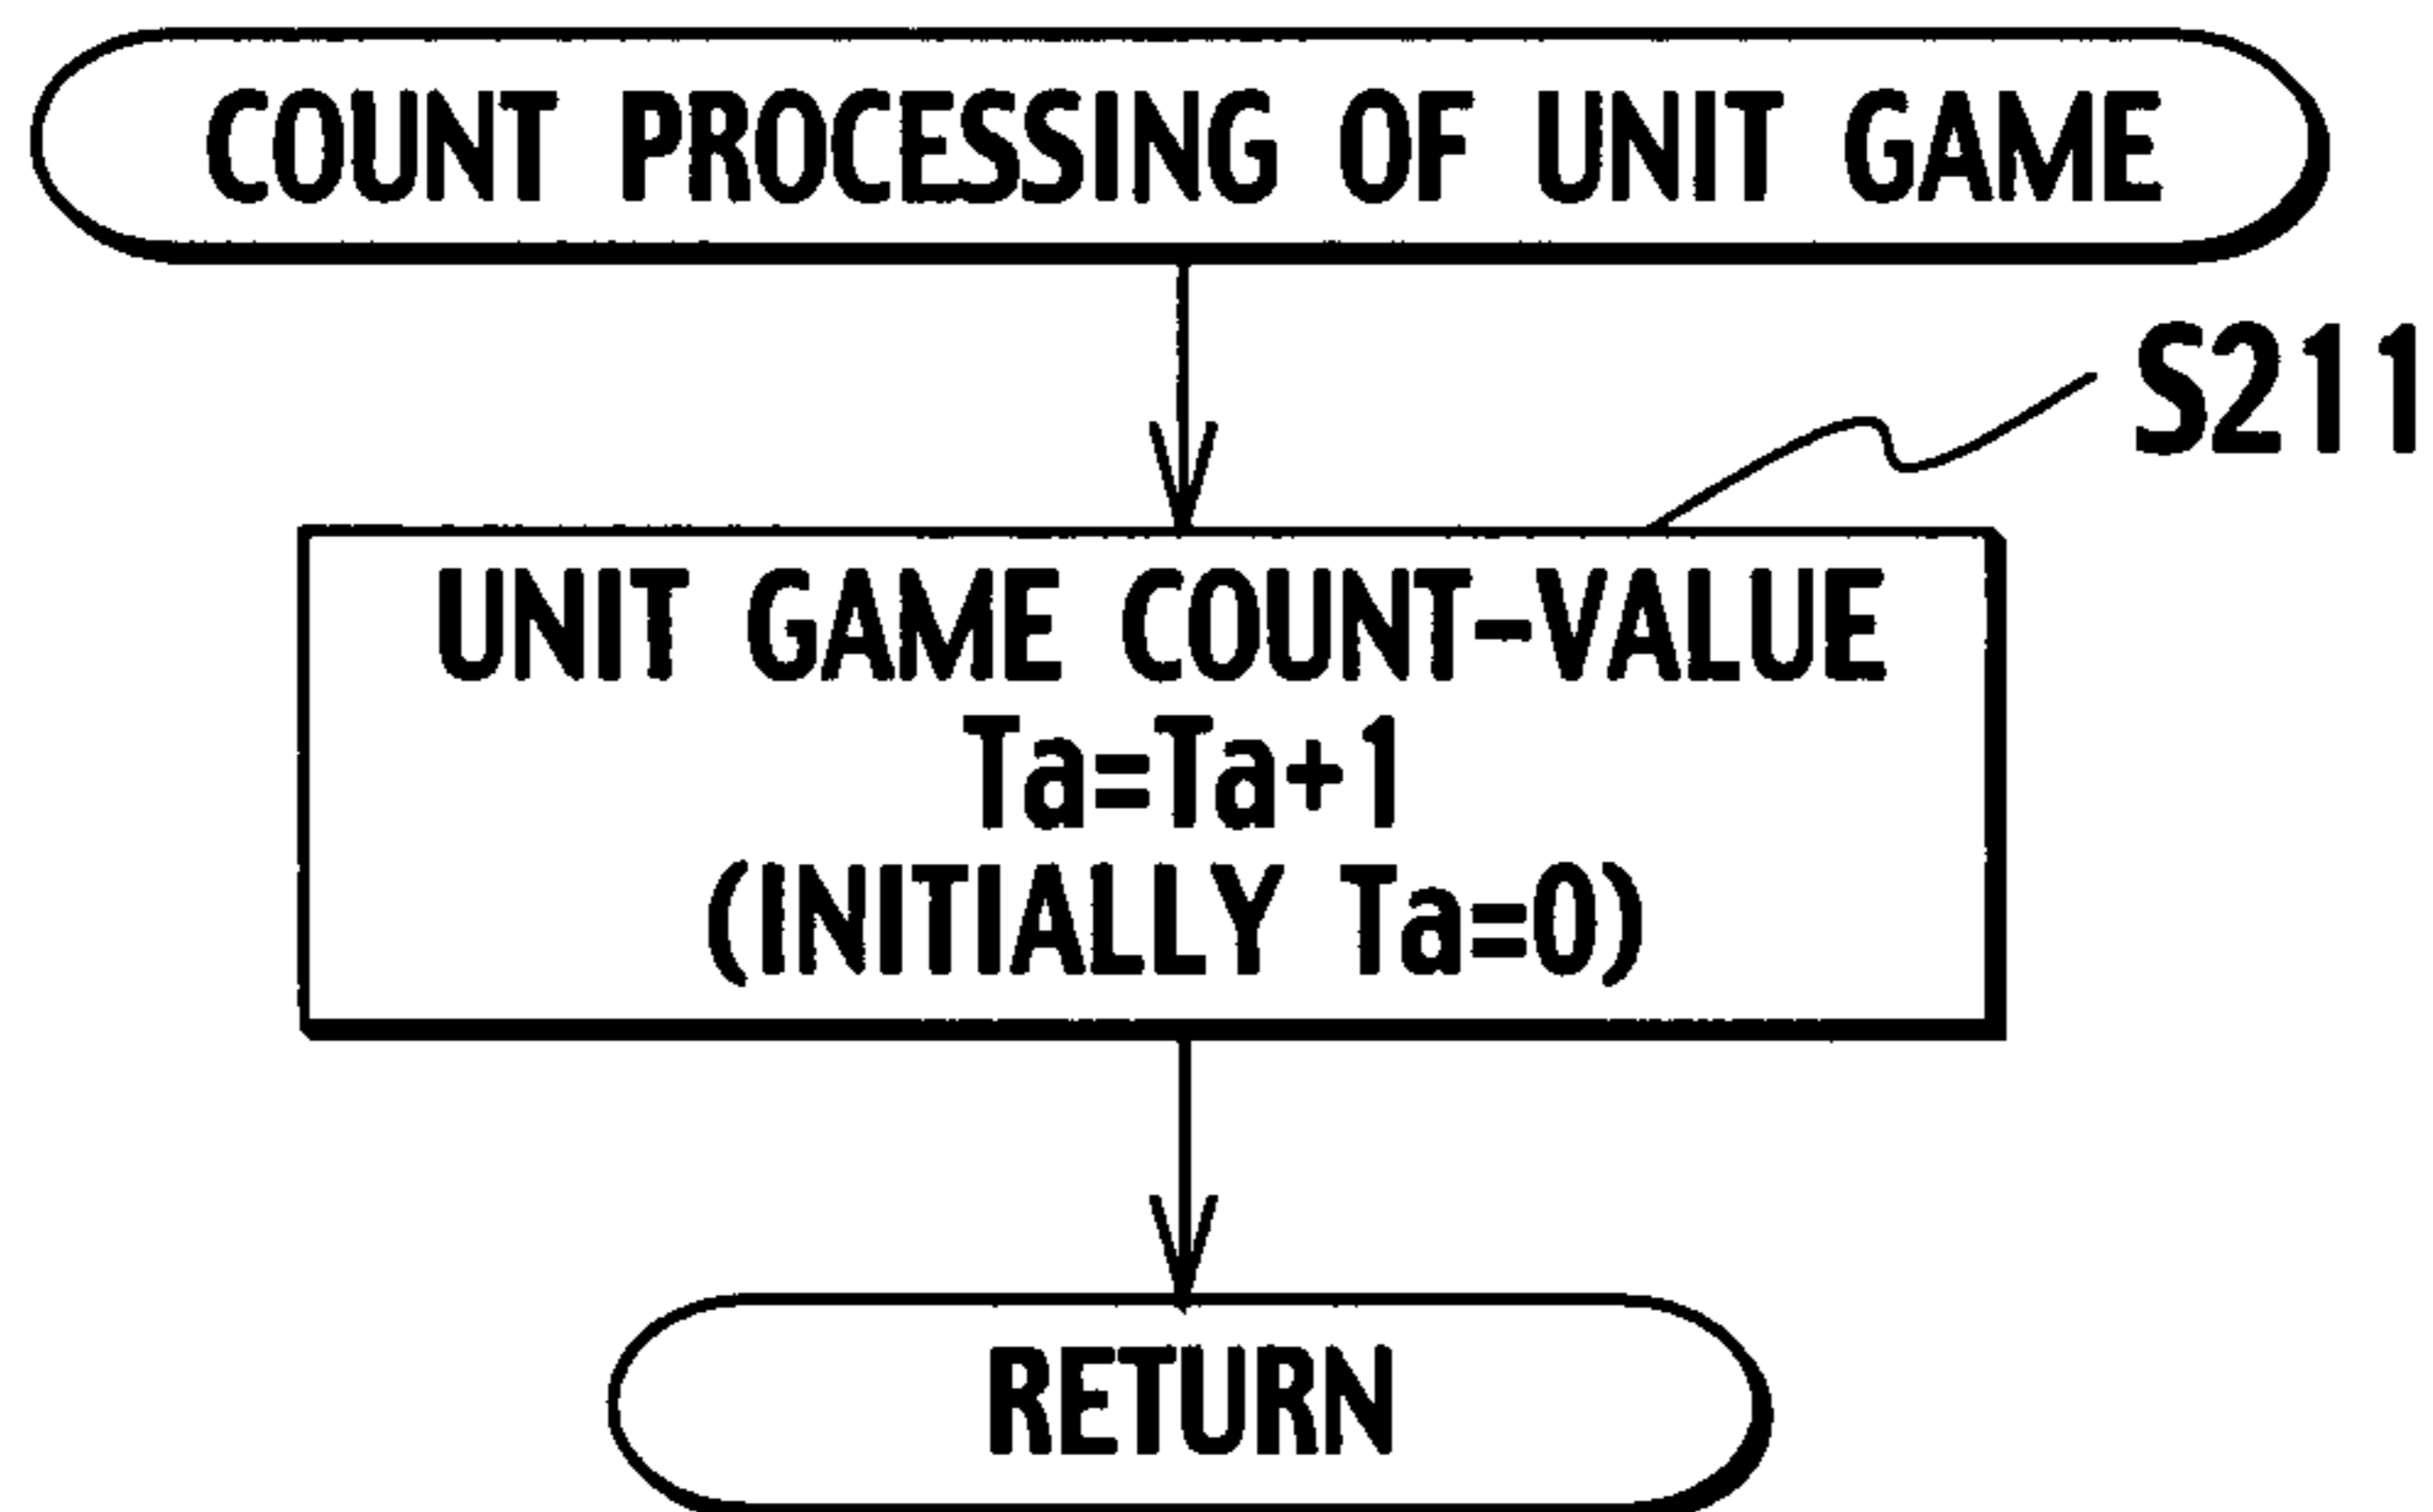 COUNT PROCESSING OF UNIT GAME
S211
UNIT GAME COUNT-VALUE
Ta=Ta+1
(INITIALLY Ta=0)
RETURN